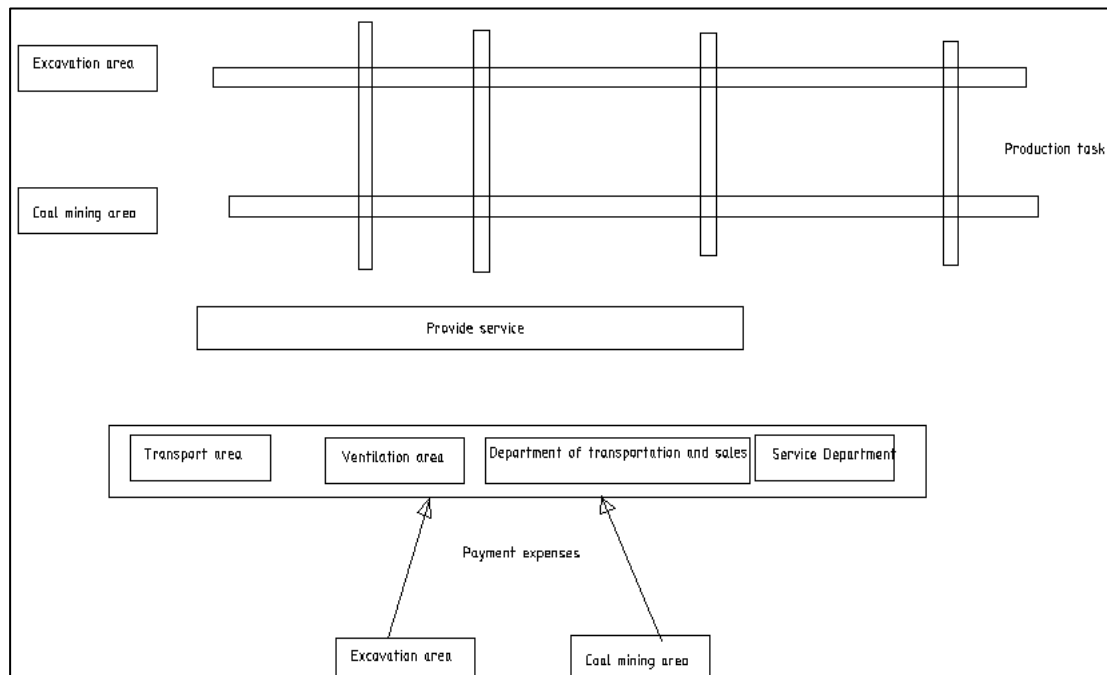 Excavation area
Production task
Coal mining area
Provide service
Transport area
Ventilation area
Department of transportation and sales
Service Department
Payment expenses
Excavation area
Coal mining area